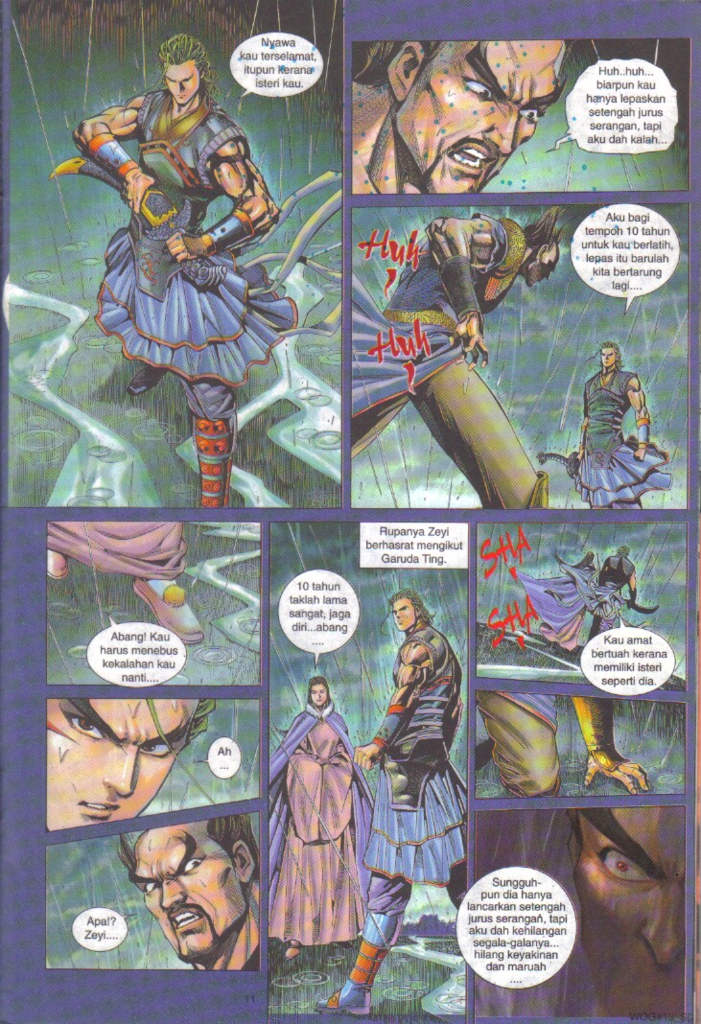 Nyawa
kau terselamat,
itupun kerana
isteri kau.
Huh..huh...
biarpun kau
hanya lepaskan
setengah jurus
serangan, tapi
aku dah kalah...
Aku bagi
tempoh 10 tahun
untuk kau berlatih,
lepas itu barulah
kita bertarung
lagi....
Huh
?
Huh
?
Abang! Kau
harus menebus
kekalahan kau
nanti....
Ah
...
Apa!?
Zeyi....
Rupanya Zeyi
berhasrat mengikut
Garuda Ting.
10 tahun
taklah lama
sangat, jaga
diri...abang
SHA
?
SHA
?
Kau amat
bertuah kerana
memiliki isteri
seperti dia.
Sungguh-
pun dia hanya
lancarkan setengah
jurus serangan, tapi
aku dah kehilangan
segala-galanya...
hilang keyakinan
dan maruah
....
11